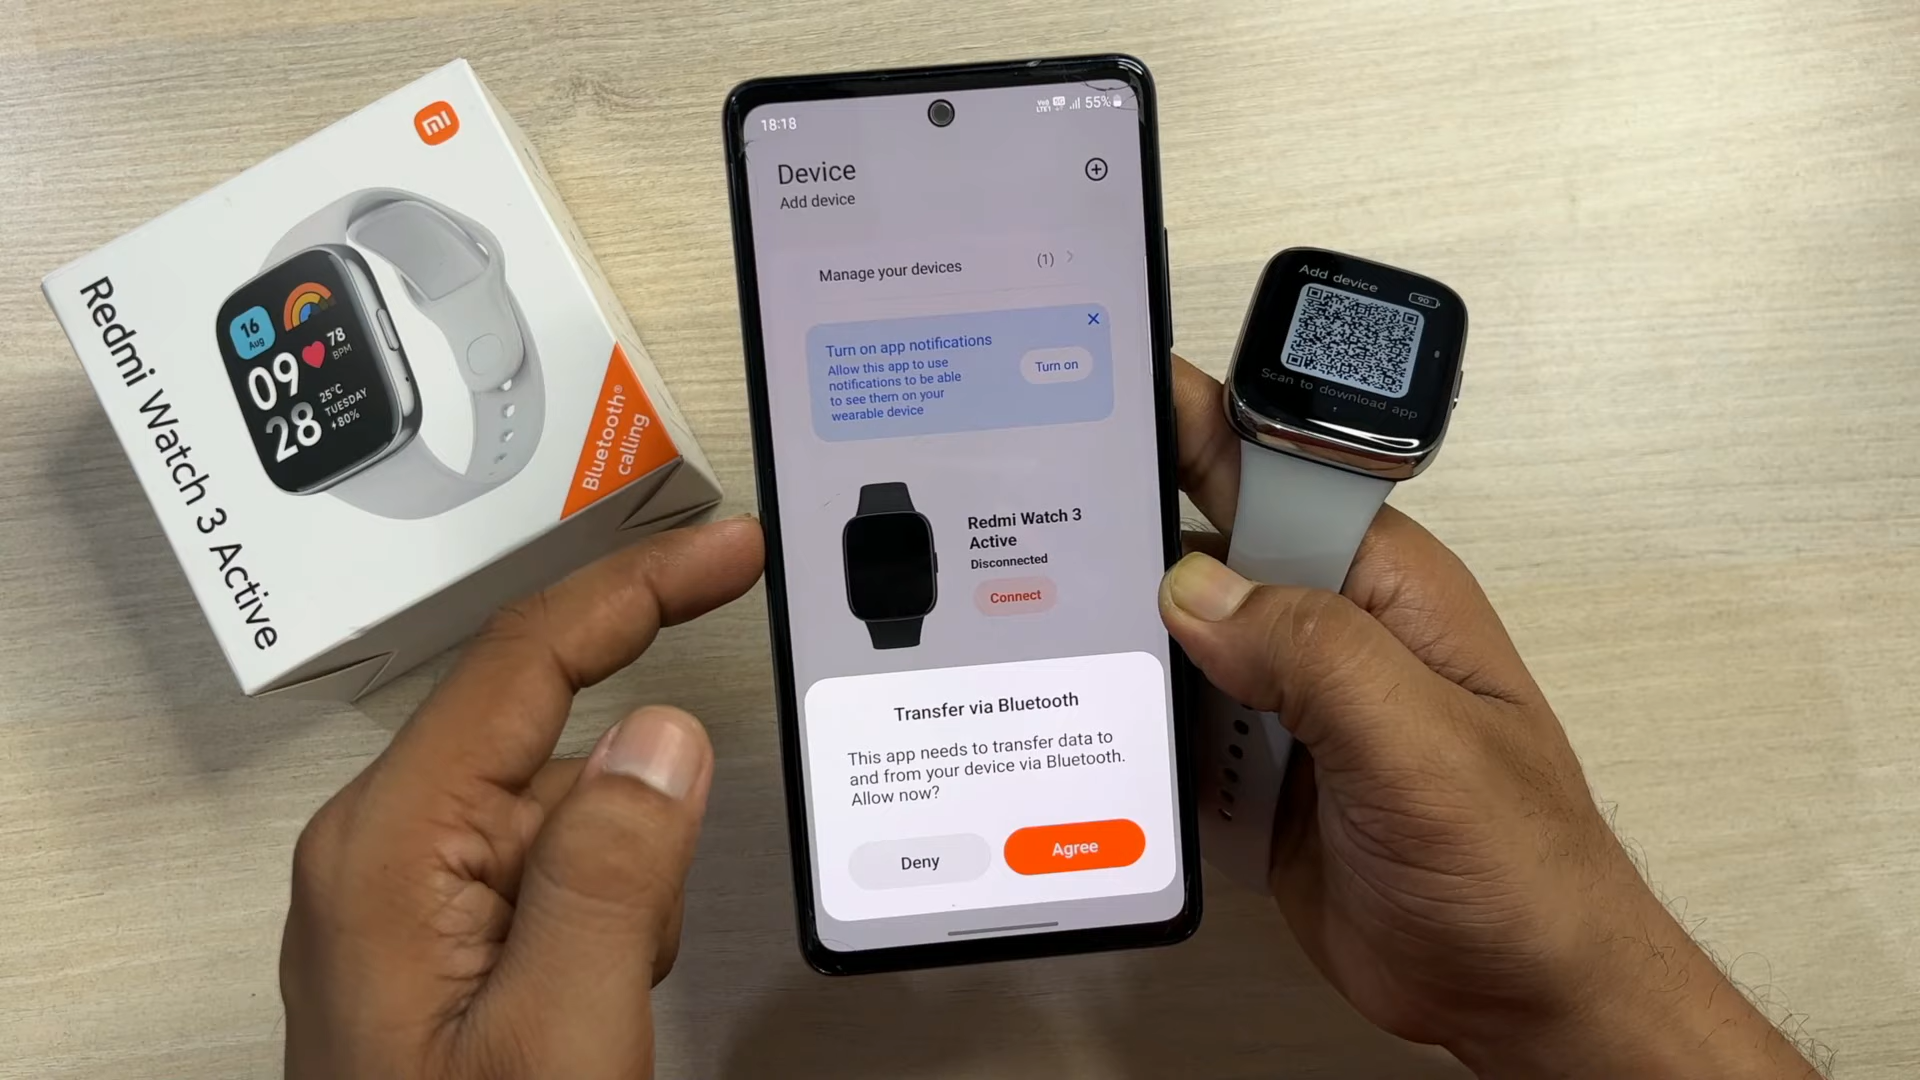 mi
Redmi Watch 3 Active
16
Aug
78
BPM
09
28
25°C
TUESDAY
+80%
Bluetooth®
calling
18:18
55%
Device
Add device
Manage your devices (1)
Turn on app notifications
Allow this app to use
notifications to be able
to see them on your
wearable device
Turn on
Redmi Watch 3
Active
Disconnected
Connect
Transfer via Bluetooth
This app needs to transfer data to
and from your device via Bluetooth.
Allow now?
Deny
Agree
Add device
90
Scan to download app